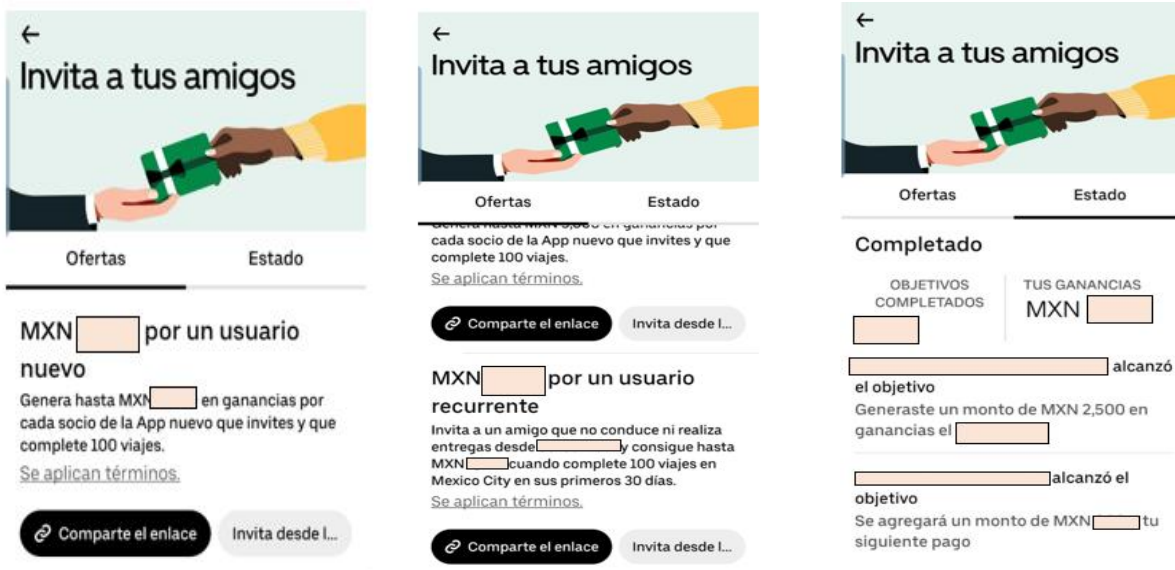 Invita a tus amigos
Ofertas Estado
MXN por un usuario
nuevo
Genera hasta MXN en ganancias por
cada socio de la App nuevo que invites y que
complete 100 viajes.
Se aplican términos.
Comparte el enlace Invita desde l...
Invita a tus amigos
Ofertas Estado
Genera hasta MXN en ganancias por
cada socio de la App nuevo que invites y que
complete 100 viajes.
Se aplican términos.
Comparte el enlace Invita desde l...
MXN por un usuario
recurrente
Invita a un amigo que no conduce ni realiza
entregas desde y consigue hasta
MXN cuando complete 100 viajes en
Mexico City en sus primeros 30 días.
Se aplican términos.
Comparte el enlace Invita desde l...
Invita a tus amigos
Ofertas Estado
Completado
OBJETIVOS
COMPLETADOS
TUS GANANCIAS
MXN
alcanzó
el objetivo
Generaste un monto de MXN 2,500 en
ganancias el
alcanzó el
objetivo
Se agregará un monto de MXN tu
siguiente pago